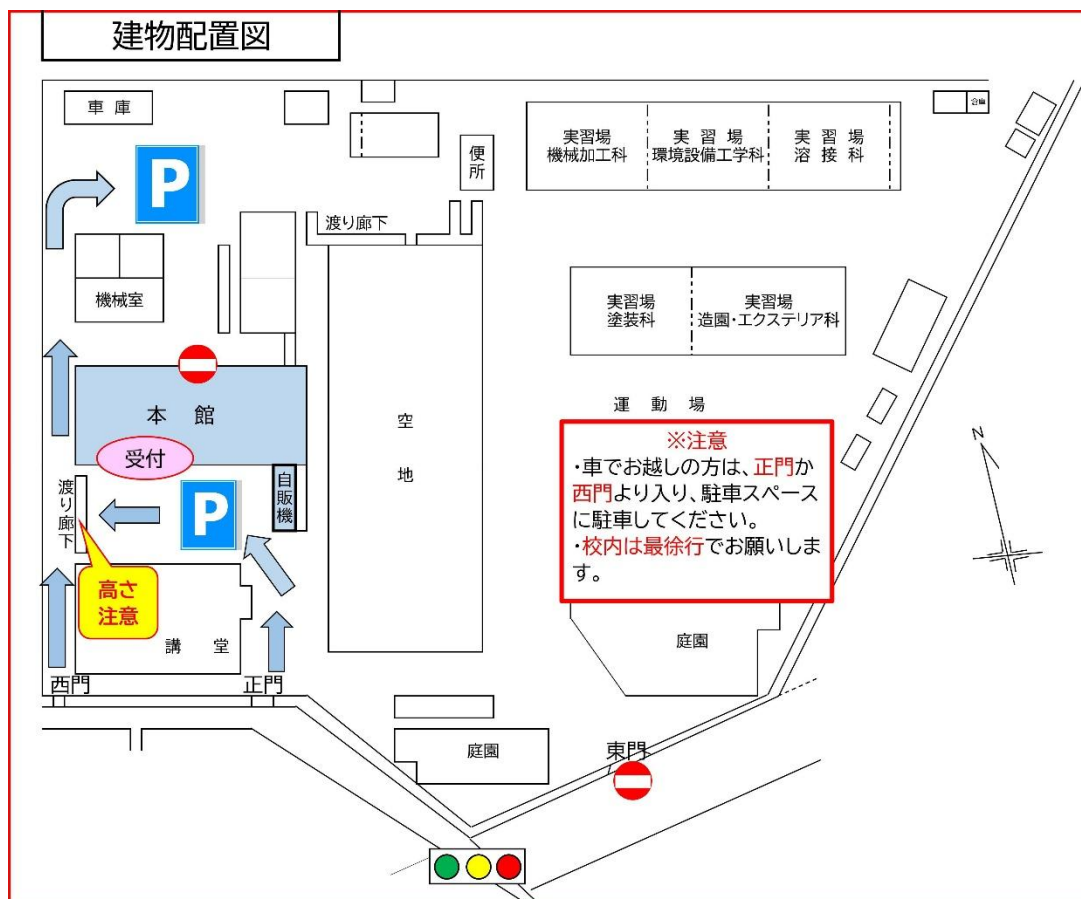 建物配置図
車庫
倉庫
便所
実習場
機械加工科
実習場
環境設備工学科
実習場
溶接科
P
渡り廊下
機械室
実習場
塗装科
実習場
造園・エクステリア科
本館
受付
空地
運動場
※注意
・車でお越しの方は、正門か
西門より入り、駐車スペース
に駐車してください。
・校内は最徐行でお願いしま
す。
N
渡り廊下
P
自販機
高さ
注意
講堂
庭園
西門
正門
庭園
東門